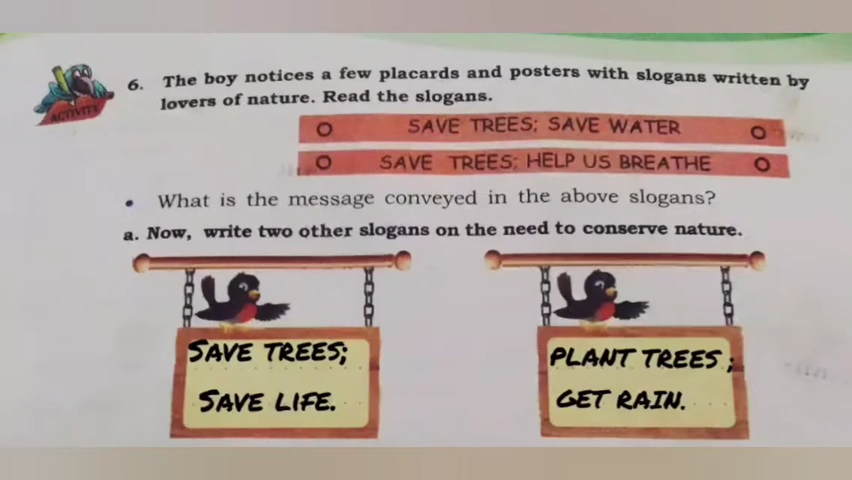 ACTIVITY
6. The boy notices a few placards and posters with slogans written by
lovers of nature. Read the slogans.
SAVE TREES; SAVE WATER
SAVE TREES; HELP US BREATHE
• What is the message conveyed in the above slogans?
a. Now, write two other slogans on the need to conserve nature.
SAVE TREES;
SAVE LIFE.
PLANT TREES ;
GET RAIN.